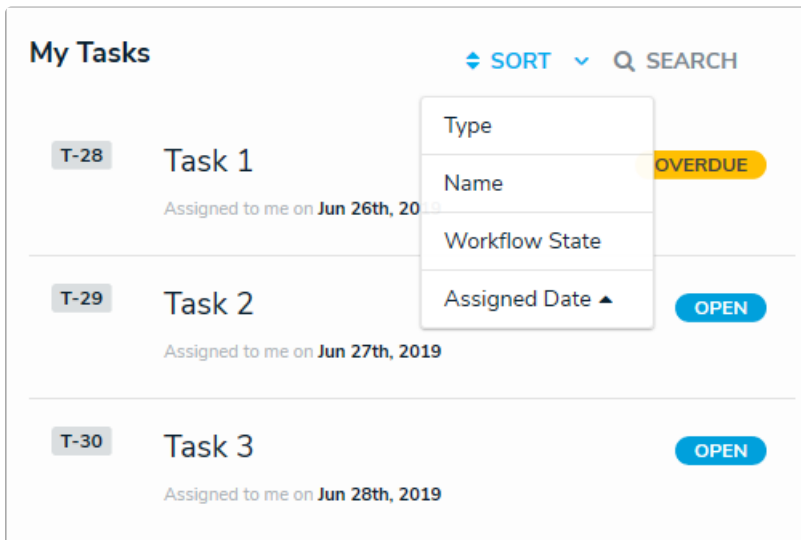 My Tasks
SORT
SEARCH
Type
Name
Workflow State
Assigned Date
T-28
Task 1
OVERDUE
Assigned to me on Jun 26th, 2019
T-29
Task 2
OPEN
Assigned to me on Jun 27th, 2019
T-30
Task 3
OPEN
Assigned to me on Jun 28th, 2019